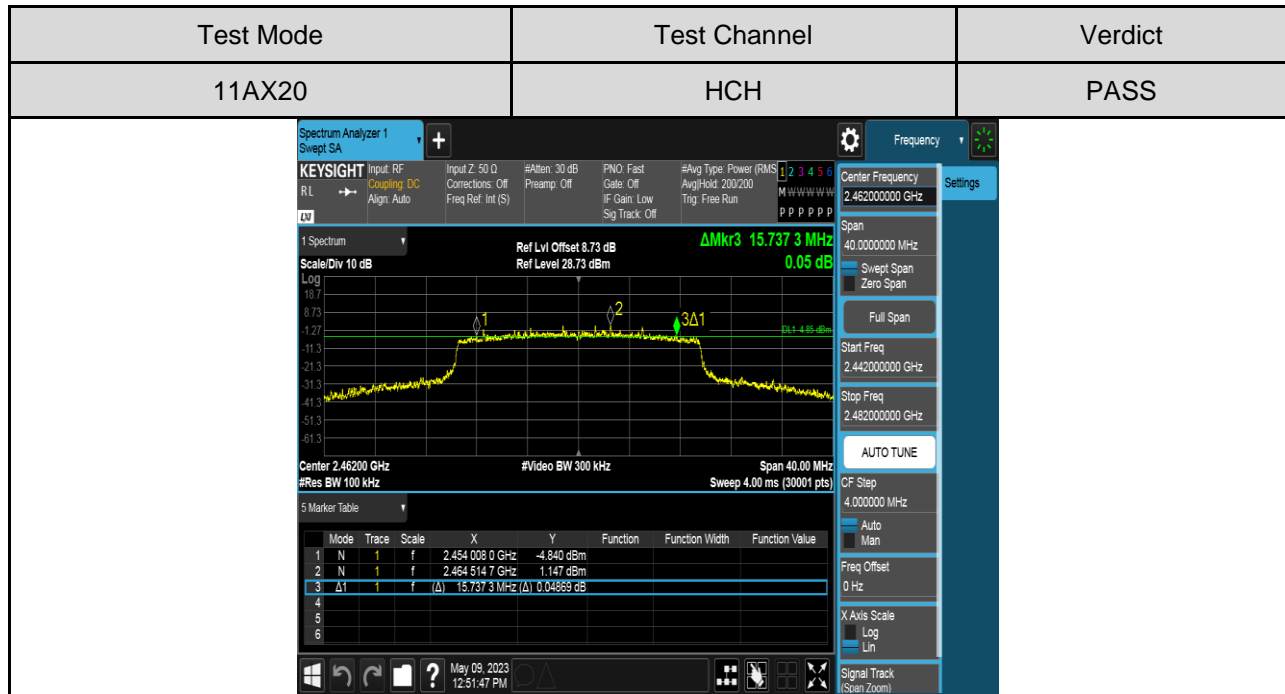 Test Mode Test Channel Verdict
11AX20 HCH PASS
Spectrum Analyzer 1
Swept SA
+
Frequency
KEYSIGHT Input: RF Input Z: 50 Ω #Atten: 30 dB PNO: Fast #Avg Type: Power (RMS 1 2 3 4 5 6
RL Coupling: DC Corrections: Off Preamp: Off Gate: Off Avg|Hold: 200/200 M W W W W W
Align: Auto Freq Ref: Int (S) IF Gain: Low Trig: Free Run
LXI Sig Track: Off P P P P P P
1 Spectrum Ref Lvl Offset 8.73 dB ΔMkr3 15.737 3 MHz
Scale/Div 10 dB Ref Level 28.73 dBm 0.05 dB
Log
18.7
8.73
-1.27
-11.3
-21.3
-31.3
-41.3
-51.3
-61.3
1
2
3Δ1
DL1 -4.85 dBm
Center 2.46200 GHz #Video BW 300 kHz Span 40.00 MHz
#Res BW 100 kHz Sweep 4.00 ms (30001 pts)
5 Marker Table
Mode Trace Scale X Y Function Function Width Function Value
1 N 1 f 2.454 008 0 GHz -4.840 dBm
2 N 1 f 2.464 514 7 GHz 1.147 dBm
3 Δ1 1 f (Δ) 15.737 3 MHz (Δ) 0.04869 dB
4
5
6
?
May 09, 2023
12:51:47 PM
Center Frequency
2.462000000 GHz
Settings
Span
40.0000000 MHz
Swept Span
Zero Span
Full Span
Start Freq
2.442000000 GHz
Stop Freq
2.482000000 GHz
AUTO TUNE
CF Step
4.000000 MHz
Auto
Man
Freq Offset
0 Hz
X Axis Scale
Log
Lin
Signal Track
(Span Zoom)